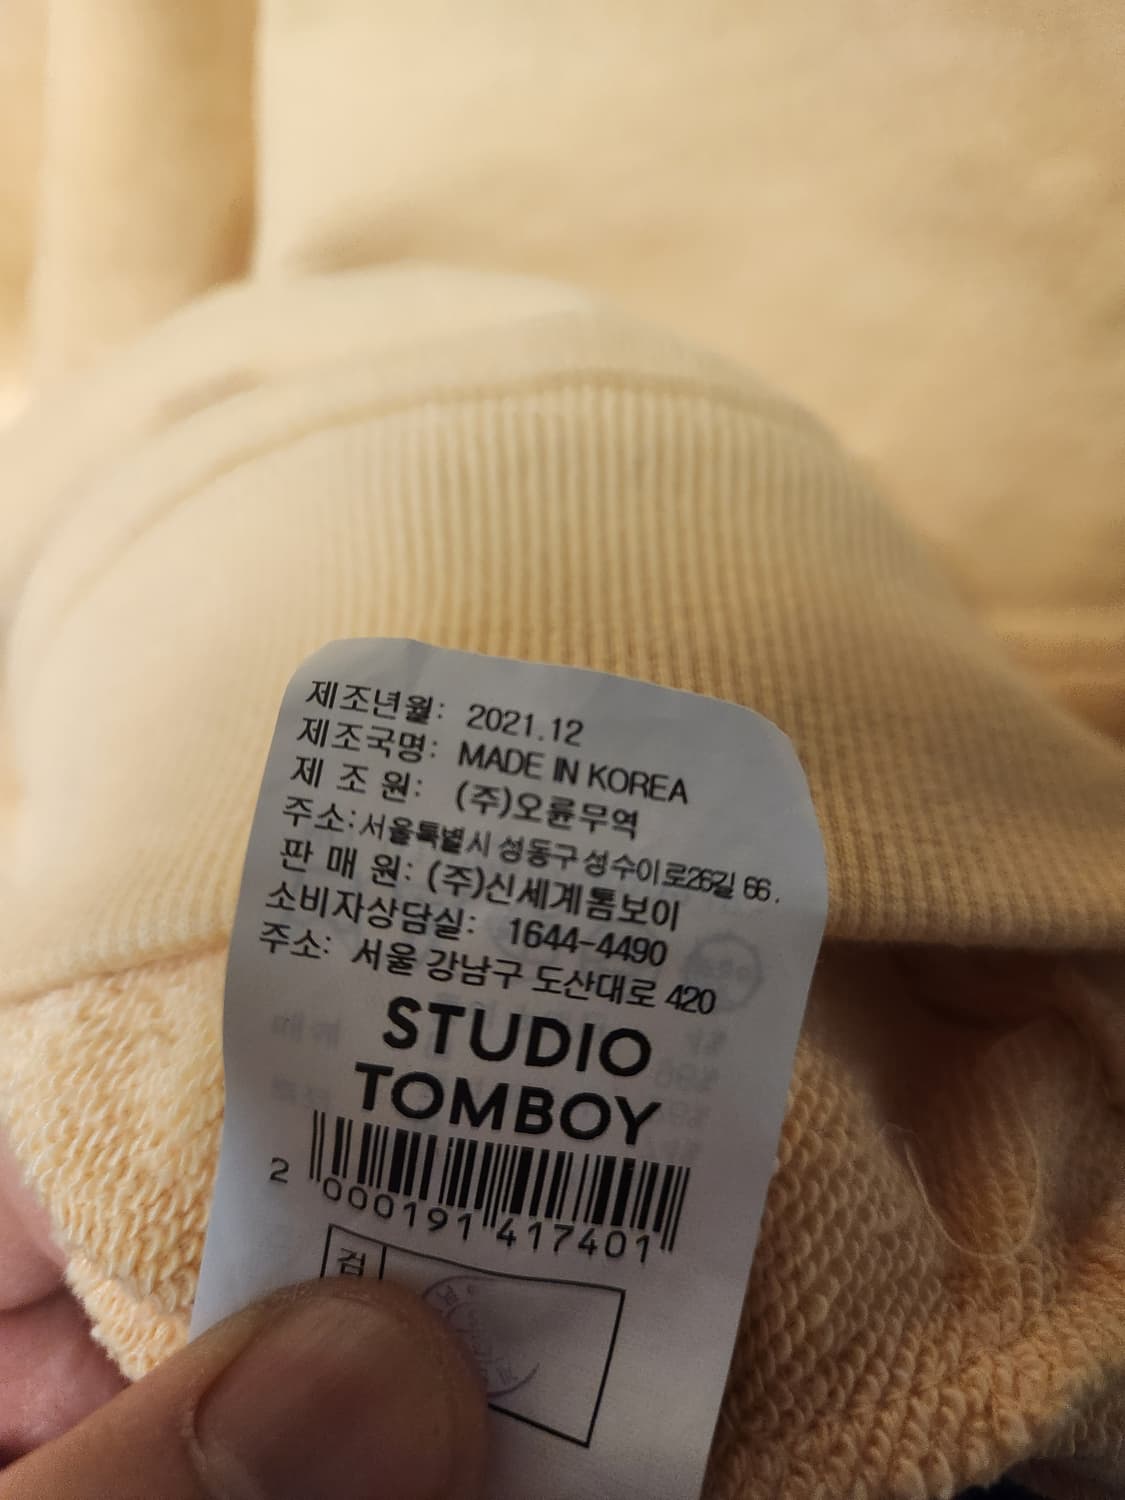 제조년월: 2021.12
제조국명: MADE IN KOREA
제 조 원: (주)오륜무역
주소: 서울특별시 성동구 성수이로26길 66.
판 매 원: (주)신세계톰보이
소비자상담실: 1644-4490
주소: 서울 강남구 도산대로 420
STUDIO
TOMBOY
2 000191 417401
검